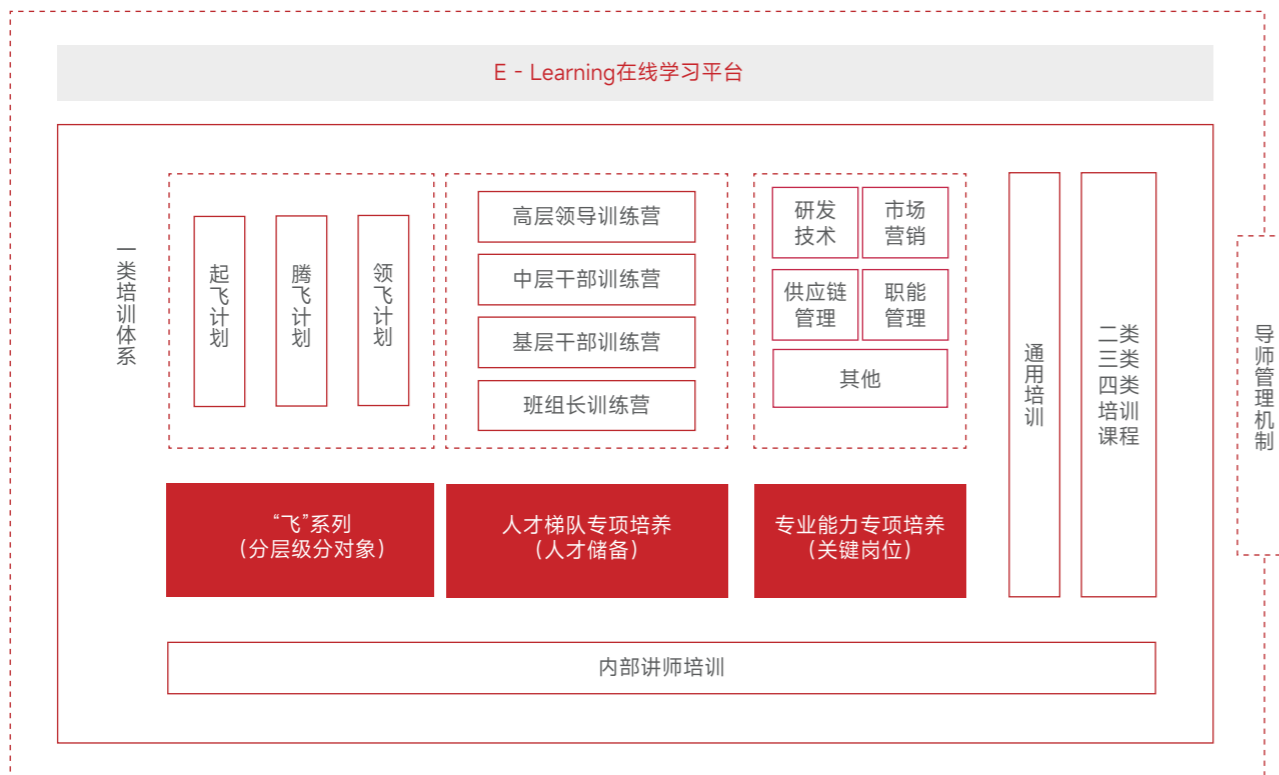 E - Learning在线学习平台
一类培训体系
起飞计划
腾飞计划
领飞计划
高层领导训练营
中层干部训练营
基层干部训练营
班组长训练营
研发
技术
市场
营销
供应链
管理
职能
管理
其他
“飞”系列
（分层级分对象）
人才梯队专项培养
（人才储备）
专业能力专项培养
（关键岗位）
通用培训
二类
三类
四类
培训
课程
内部讲师培训
导师管理机制